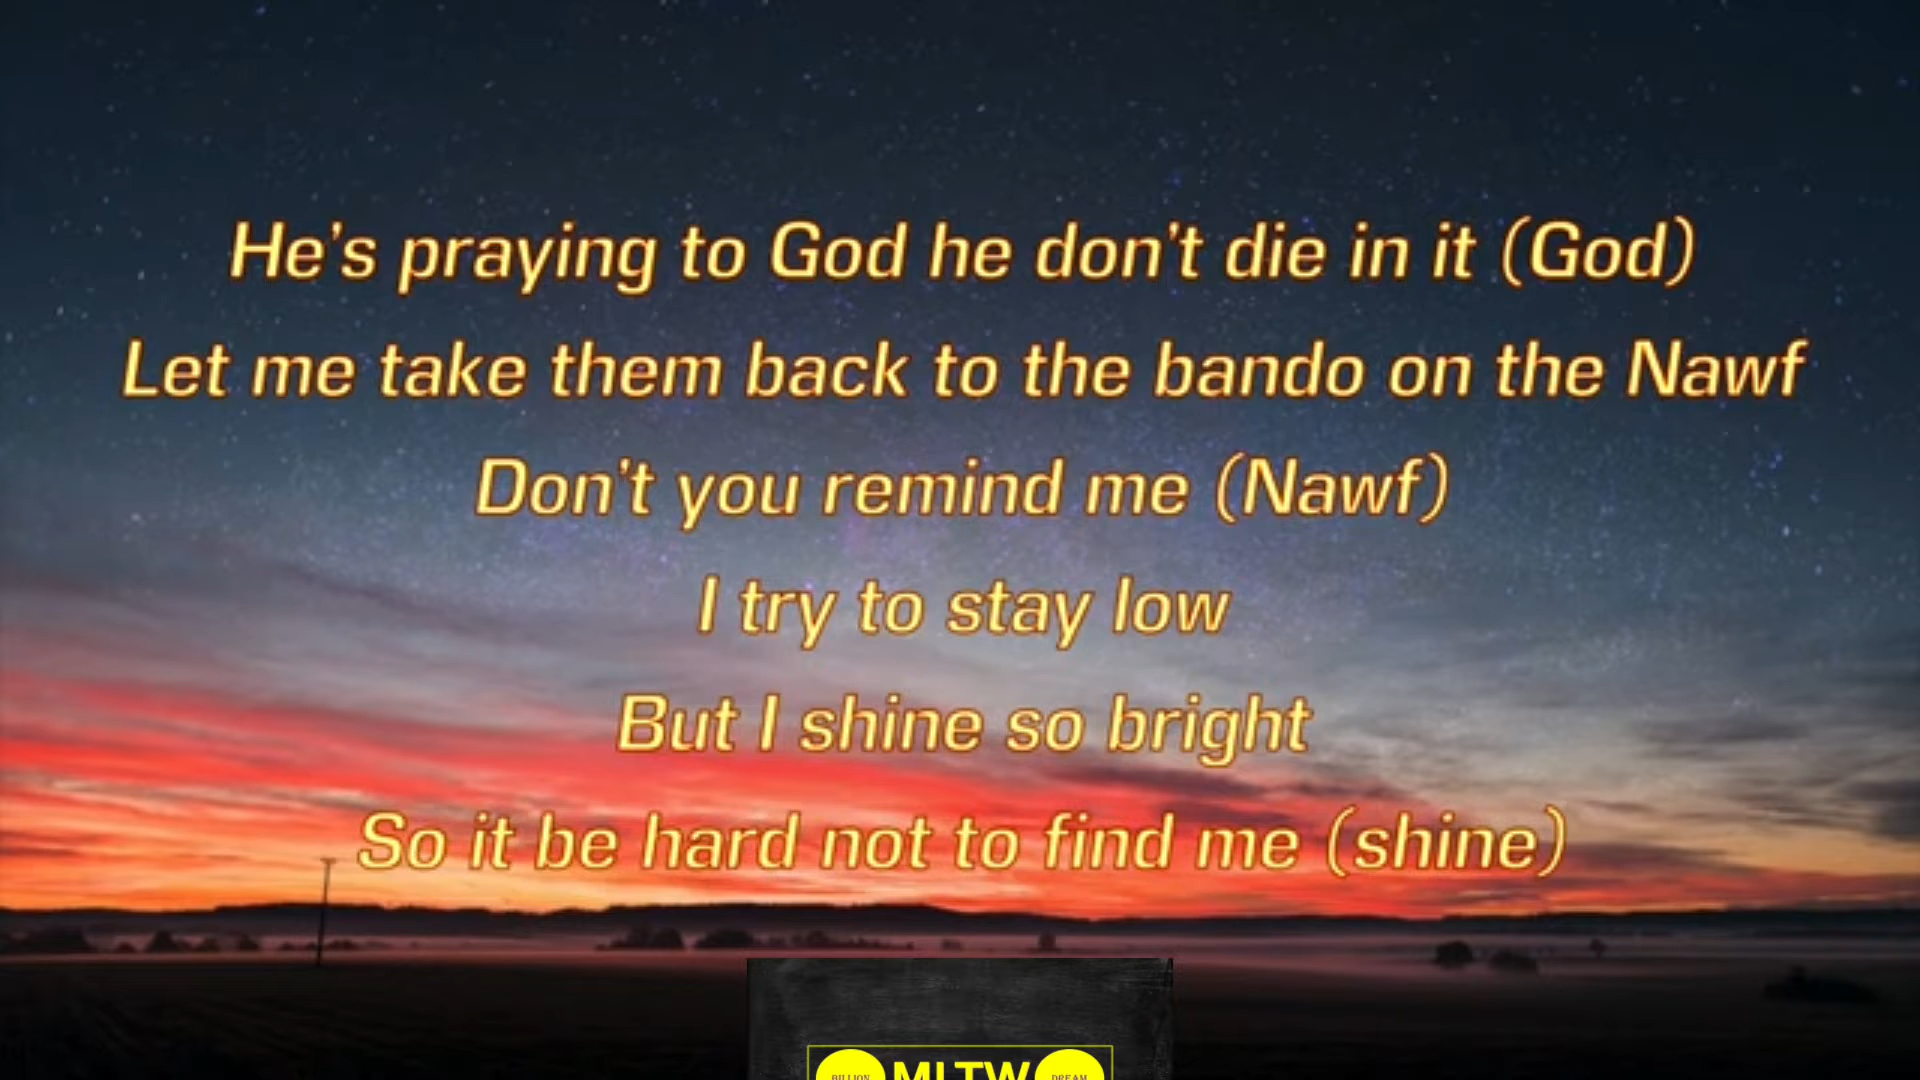 He's praying to God he don't die in it (God)
Let me take them back to the bando on the Nawf
Don't you remind me (Nawf)
I try to stay low
But I shine so bright
So it be hard not to find me (shine)
BILLION MLTW DREAM